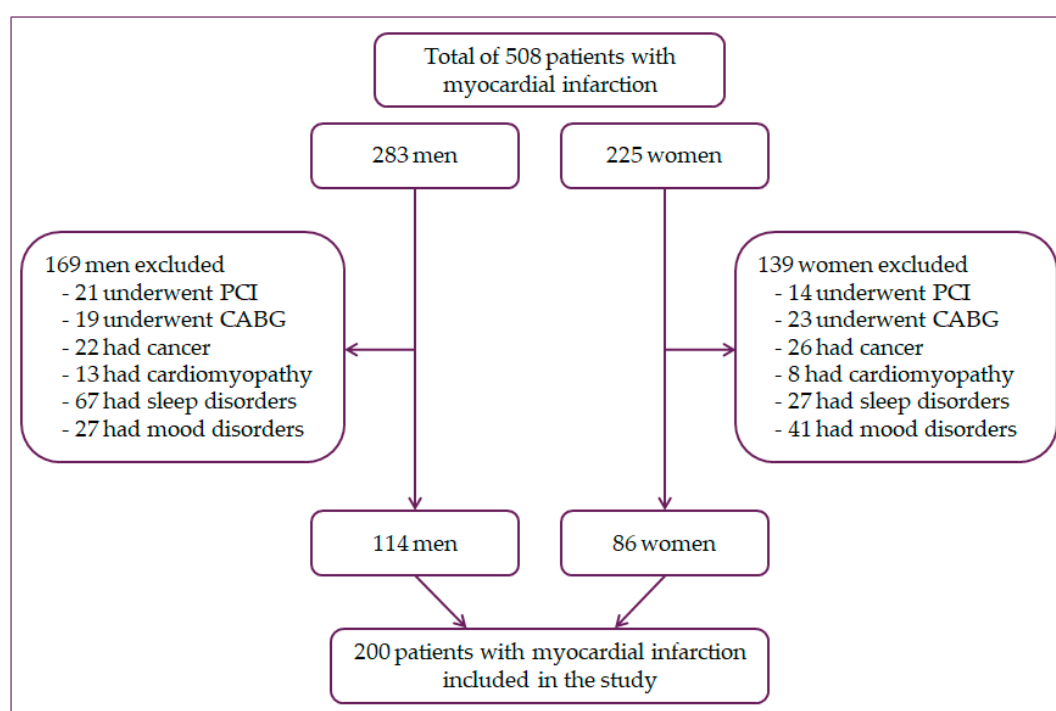 Total of 508 patients with
myocardial infarction
283 men
225 women
169 men excluded
- 21 underwent PCI
- 19 underwent CABG
- 22 had cancer
- 13 had cardiomyopathy
- 67 had sleep disorders
- 27 had mood disorders
139 women excluded
- 14 underwent PCI
- 23 underwent CABG
- 26 had cancer
- 8 had cardiomyopathy
- 27 had sleep disorders
- 41 had mood disorders
114 men
86 women
200 patients with myocardial infarction
included in the study